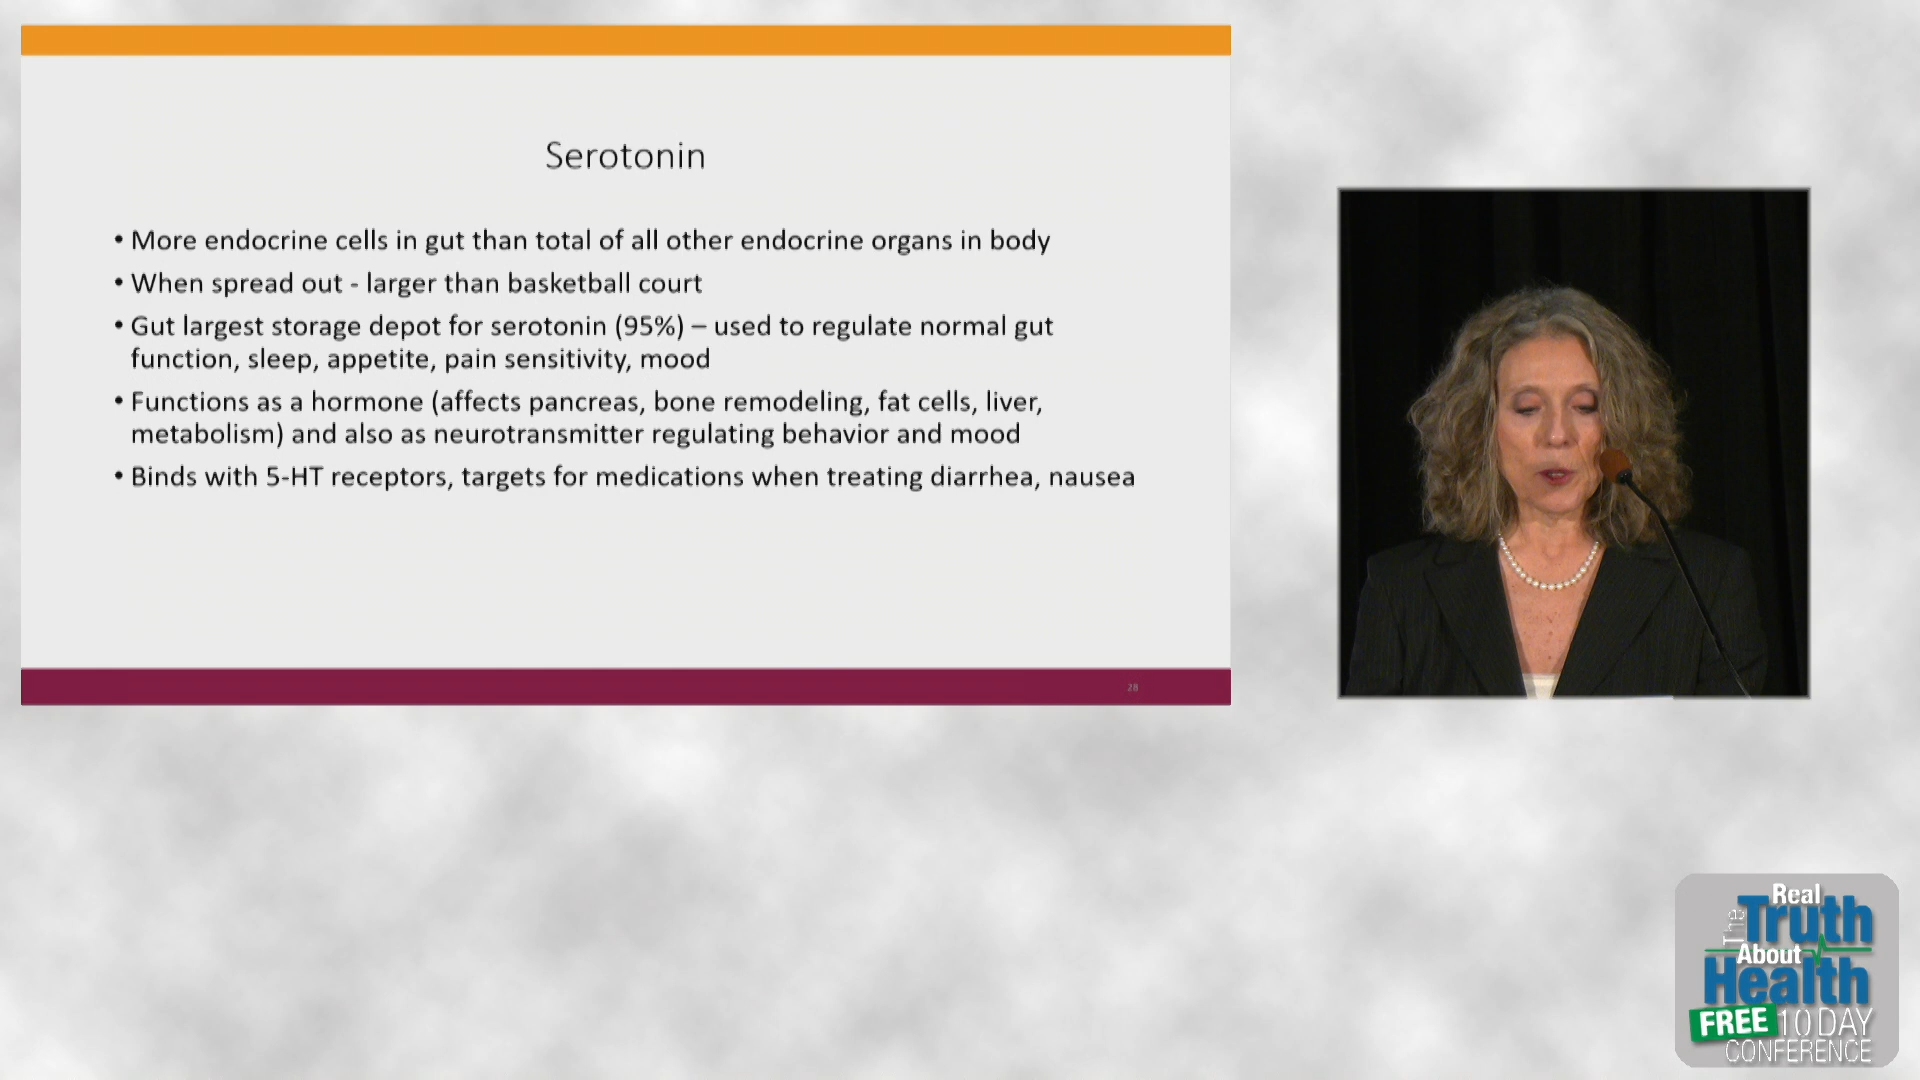 Serotonin
• More endocrine cells in gut than total of all other endocrine organs in body
• When spread out - larger than basketball court
• Gut largest storage depot for serotonin (95%) – used to regulate normal gut
function, sleep, appetite, pain sensitivity, mood
• Functions as a hormone (affects pancreas, bone remodeling, fat cells, liver,
metabolism) and also as neurotransmitter regulating behavior and mood
• Binds with 5-HT receptors, targets for medications when treating diarrhea, nausea
28
The Real
Truth
About
Health
FREE 10 DAY
CONFERENCE